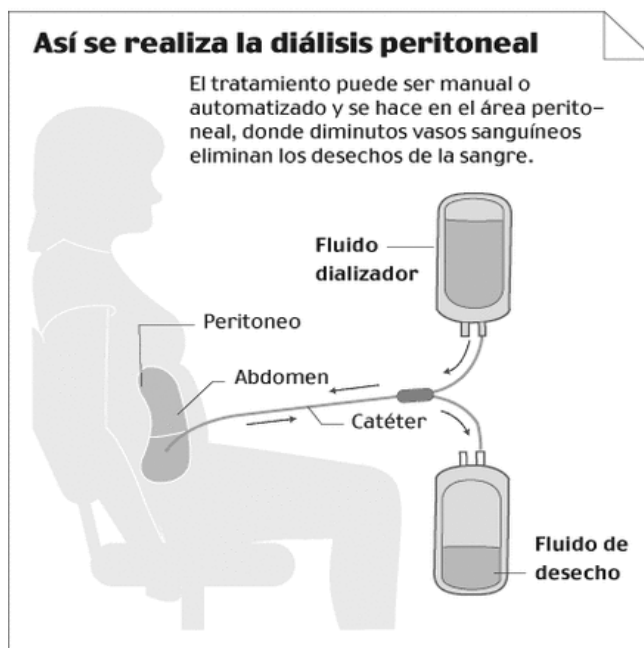 Así se realiza la diálisis peritoneal
El tratamiento puede ser manual o
automatizado y se hace en el área perito-
neal, donde diminutos vasos sanguíneos
eliminan los desechos de la sangre.
Fluido
dializador
Peritoneo
Abdomen
Catéter
Fluido de
desecho